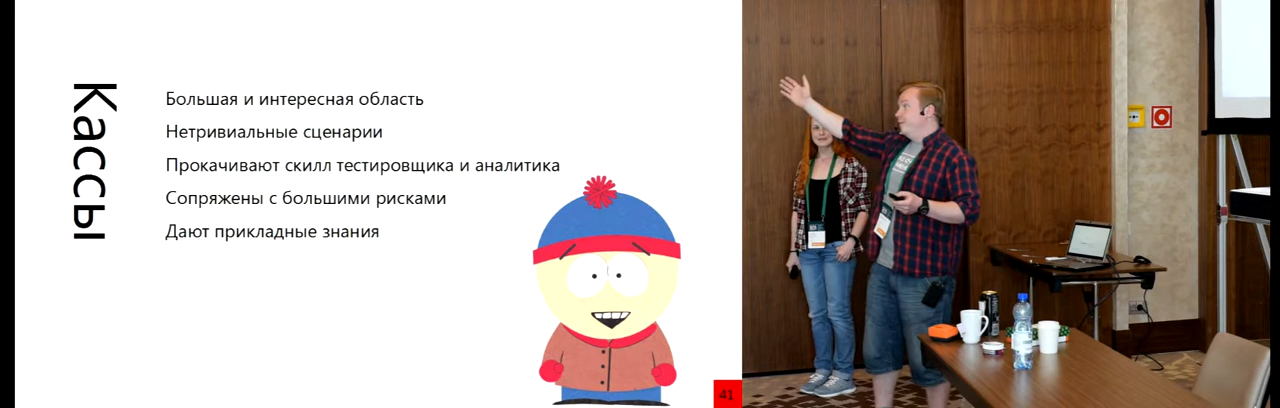 Кассы
Большая и интересная область
Нетривиальные сценарии
Прокачивают скилл тестировщика и аналитика
Сопряжены с большими рисками
Дают прикладные знания
41